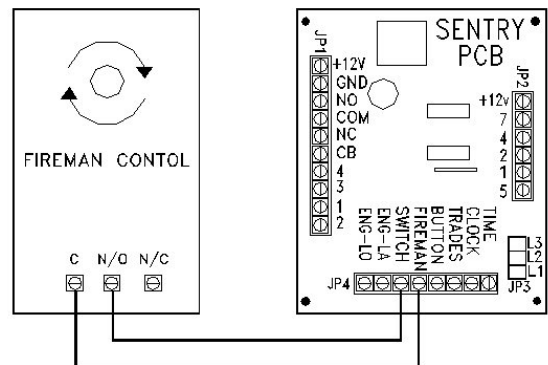 FIREMAN CONTOL
C N/O N/C
SENTRY
PCB
JP1
+12V
GND
NO
COM
NC
CB
4
3
1
2
JP2
+12v
7
4
2
1
5
ENG-LO
ENG-LA
SWITCH
FIREMAN
BUTTON
TRADES
CLOCK
TIME
L3
L2
L1
JP3
JP4